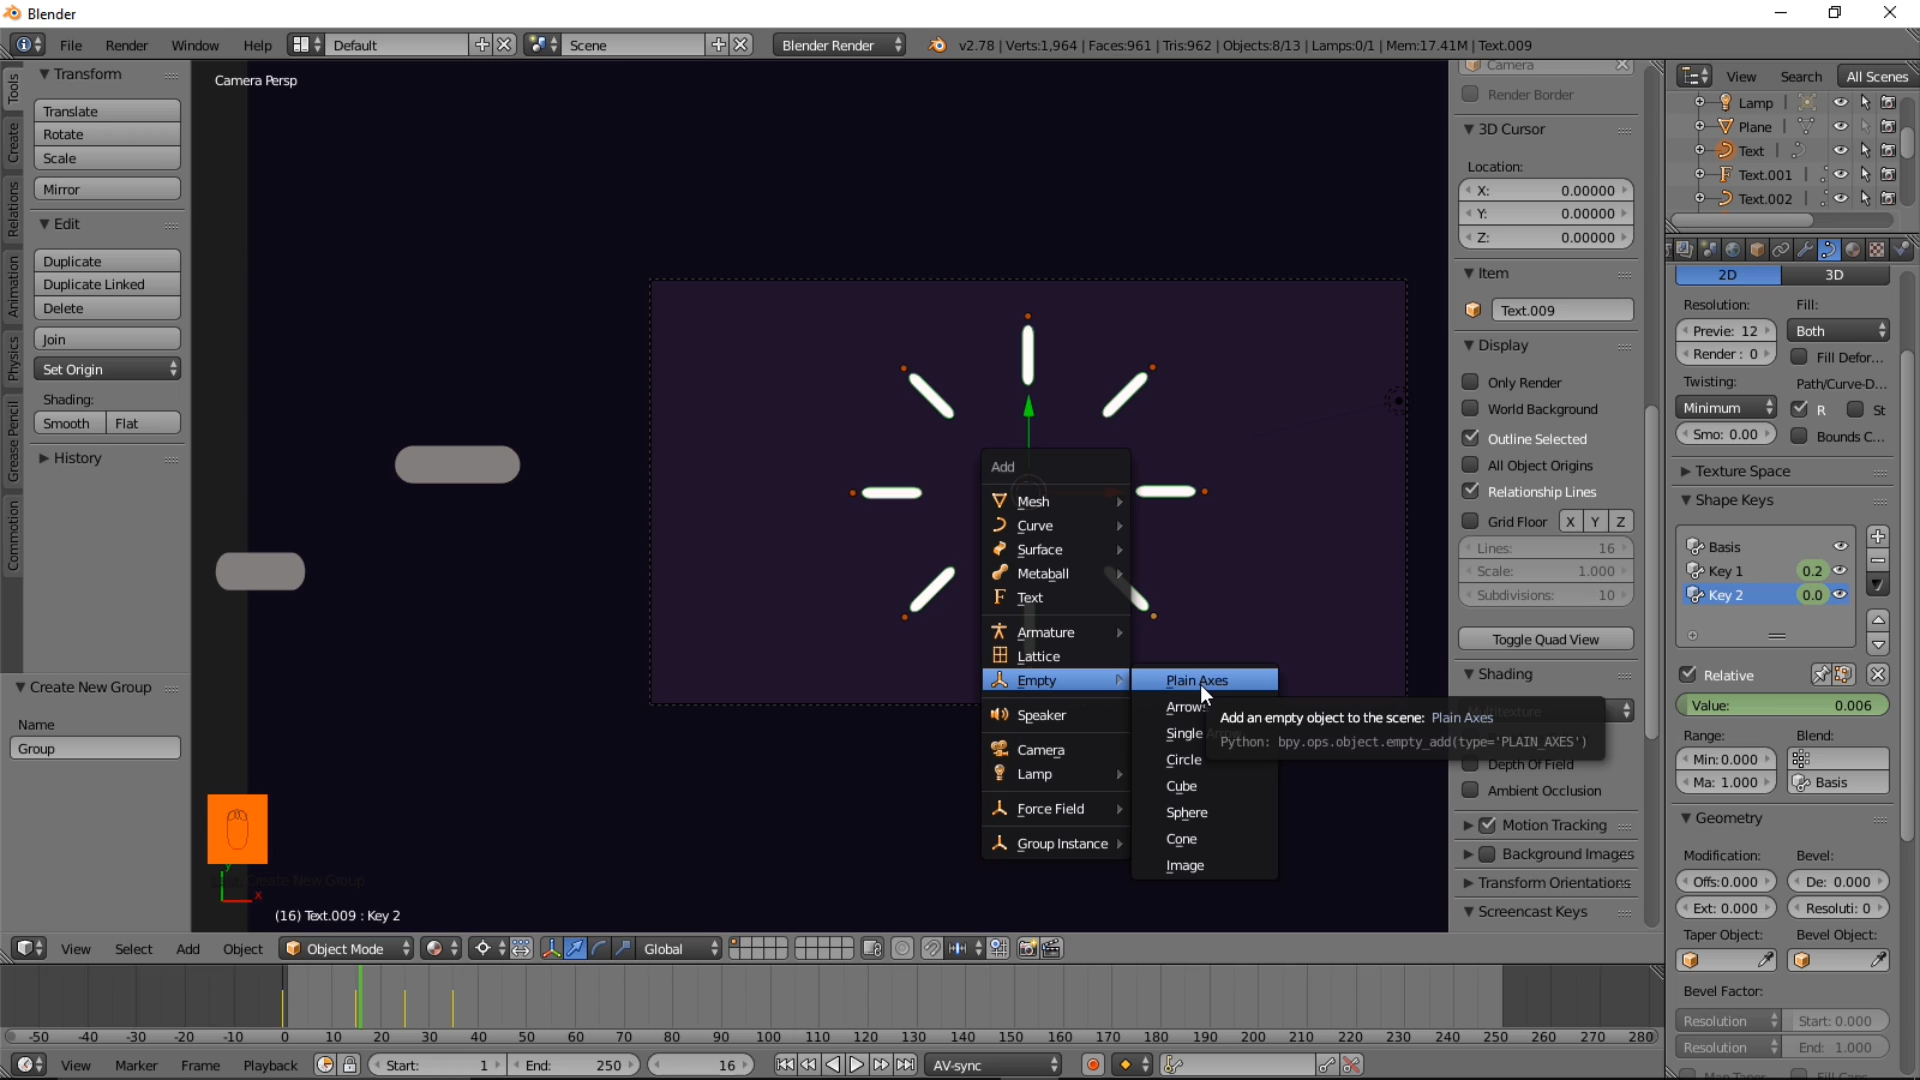 Blender
File Render Window Help Default Scene Blender Render v2.78 | Verts:1,964 | Faces:961 | Tris:962 | Objects:8/13 | Lamps:0/1 | Mem:17.41M | Text.009
Tools
Create
Relations
Animation
Physics
Grease Pencil
Commotion
Transform
Translate
Rotate
Scale
Mirror
Edit
Duplicate
Duplicate Linked
Delete
Join
Set Origin
Shading:
Smooth Flat
History
Create New Group
Name
Group
Camera Persp
Add
Mesh
Curve
Surface
Metaball
Text
Armature
Lattice
Empty
Speaker
Camera
Lamp
Force Field
Group Instance
Plain Axes
Arrows
Single Arrow
Circle
Cube
Sphere
Cone
Image
Add an empty object to the scene: Plain Axes
Python: bpy.ops.object.empty_add(type='PLAIN_AXES')
Create New Group
y
x
(16) Text.009 : Key 2
Camera
Render Border
3D Cursor
Location:
X: 0.00000
Y: 0.00000
Z: 0.00000
Item
Text.009
Display
Only Render
World Background
Outline Selected
All Object Origins
Relationship Lines
Grid Floor X Y Z
Lines: 16
Scale: 1.000
Subdivisions: 10
Toggle Quad View
Shading
Multitexture
Depth Of Field
Ambient Occlusion
Motion Tracking
Background Images
Transform Orientations
Screencast Keys
View Search All Scenes
Lamp
Plane
Text
Text.001
Text.002
2D 3D
Resolution: Fill:
Previe: 12 Both
Render: 0 Fill Defor...
Twisting: Path/Curve-D...
Minimum R St
Smo: 0.00 Bounds C...
Texture Space
Shape Keys
Basis
Key 1 0.2
Key 2 0.0
Relative
Value: 0.006
Range: Blend:
Min:0.000
Ma: 1.000 Basis
Geometry
Modification: Bevel:
Offs:0.000 De: 0.000
Ext: 0.000 Resoluti: 0
Taper Object: Bevel Object:
Bevel Factor:
Resolution Start: 0.000
Resolution End: 1.000
Map Taper Fill Caps
View Select Add Object Object Mode Global
-50 -40 -30 -20 -10 0 10 20 30 40 50 60 70 80 90 100 110 120 130 140 150 160 170 180 190 200 210 220 230 240 250 260 270 280
View Marker Frame Playback Start: 1 End: 250 16 AV-sync